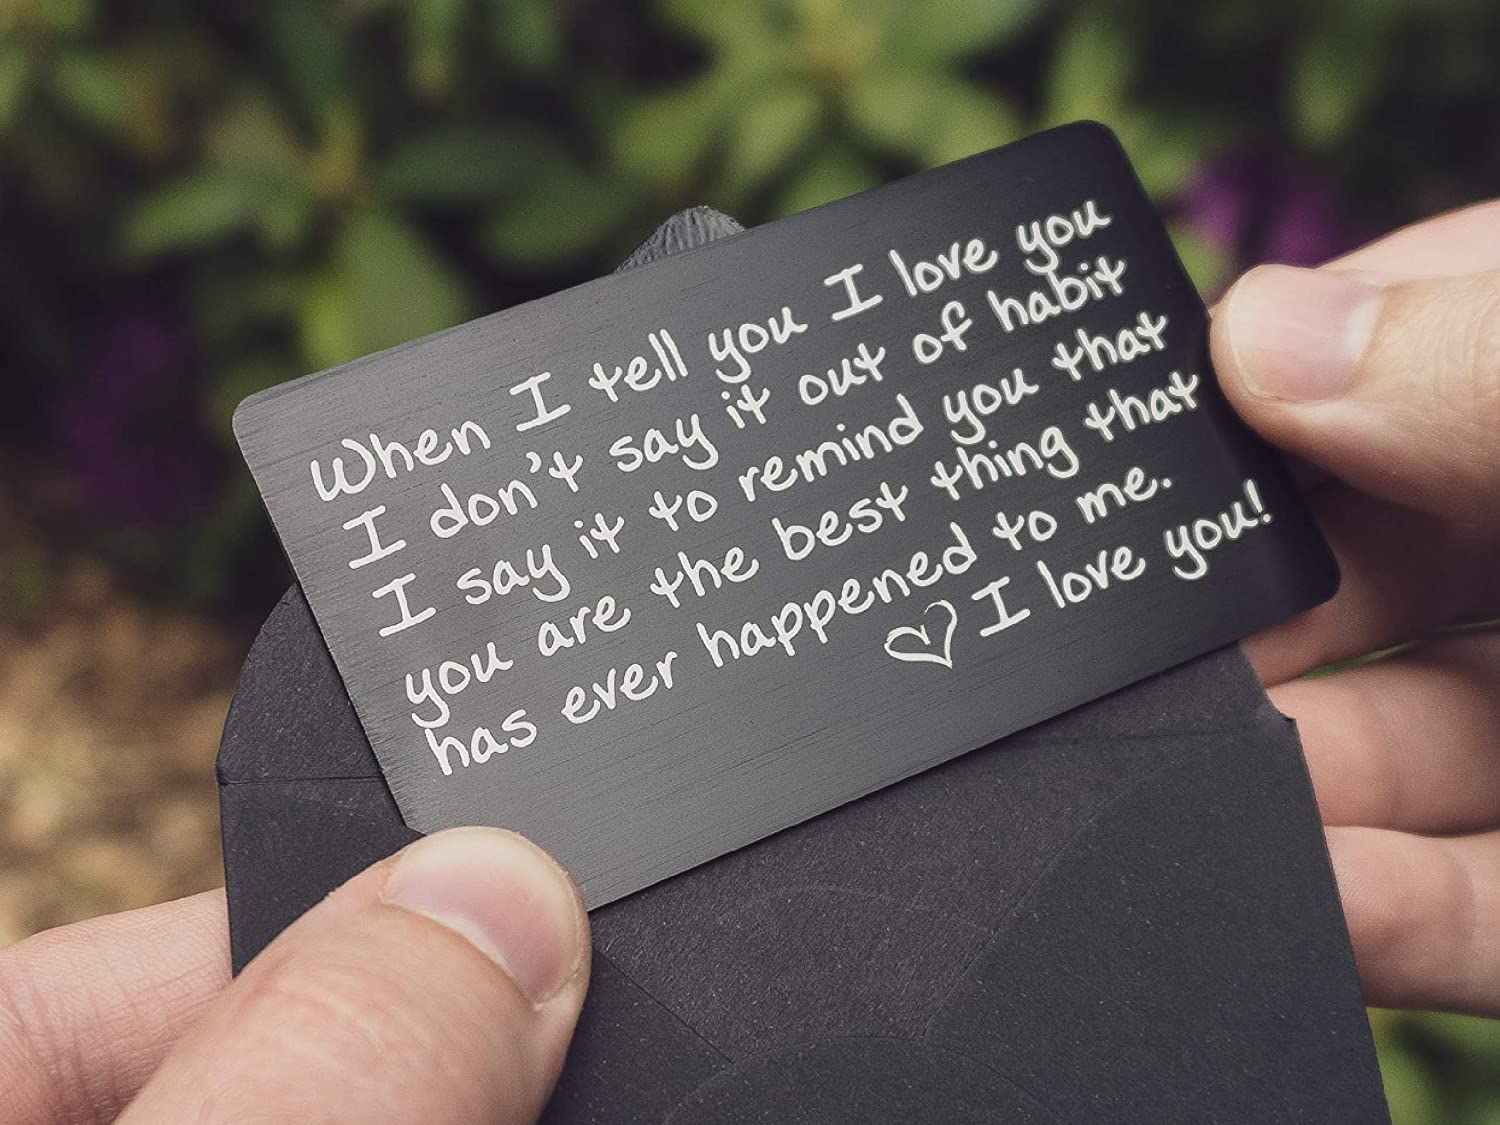 When I tell you I love you
I don't say it out of habit
I say it to remind you that
you are the best thing that
has ever happened to me.
I love you!